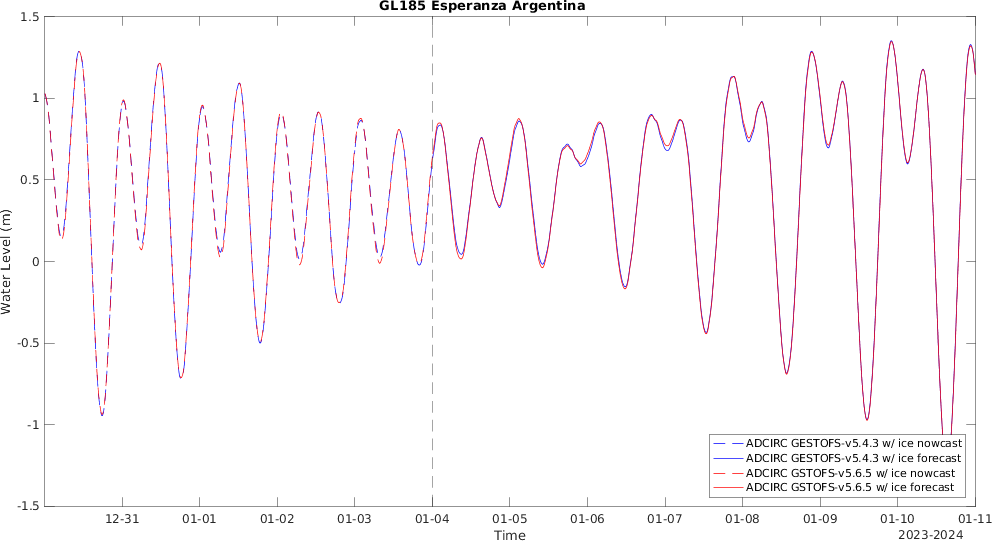 GL185 Esperanza Argentina
1.5
1
0.5
0
-0.5
-1
-1.5
Water Level (m)
ADCIRC GESTOFS-v5.4.3 w/ ice nowcast
ADCIRC GESTOFS-v5.4.3 w/ ice forecast
ADCIRC GSTOFS-v5.6.5 w/ ice nowcast
ADCIRC GSTOFS-v5.6.5 w/ ice forecast
12-31 01-01 01-02 01-03 01-04 01-05 01-06 01-07 01-08 01-09 01-10 01-11
Time
2023-2024